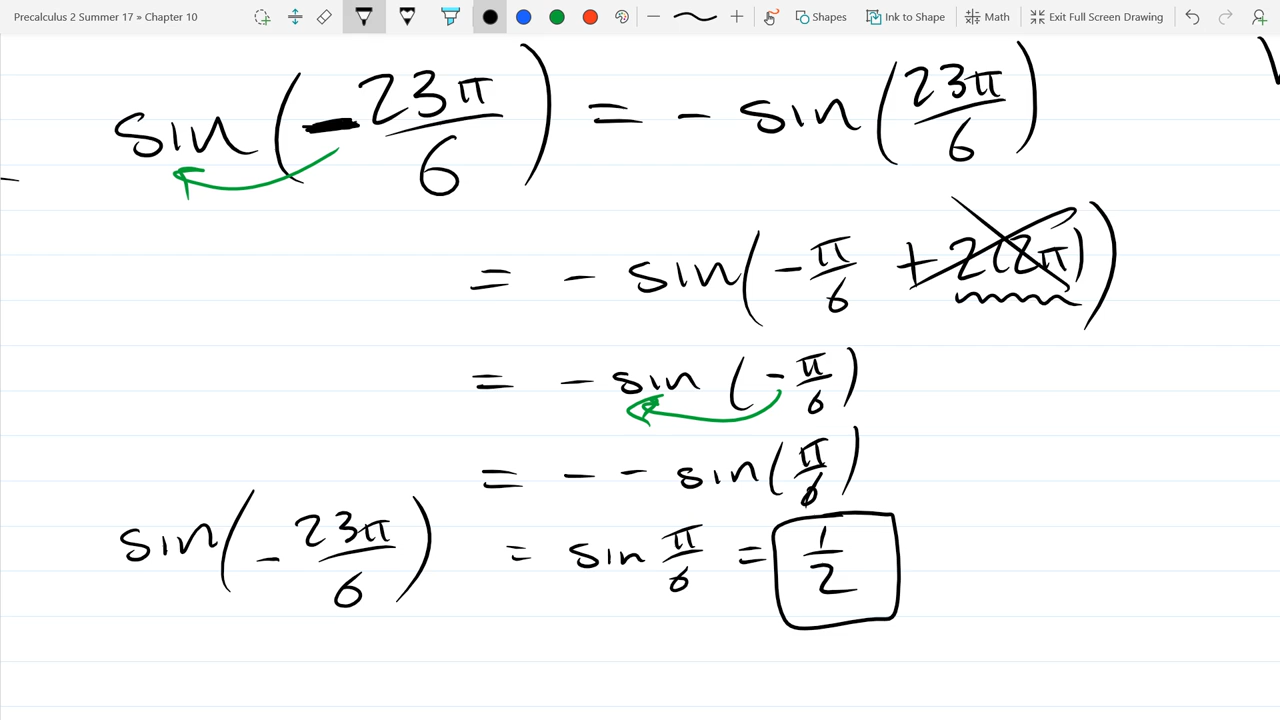 Precalculus 2 Summer 17 » Chapter 10
Shapes Ink to Shape Math Exit Full Screen Drawing
sin(-23π/6) = - sin(23π/6)
= - sin(-π/6 + 2(2π))
= - sin(-π/6)
= - - sin(π/6)
sin(-23π/6) = sin π/6 = 1/2